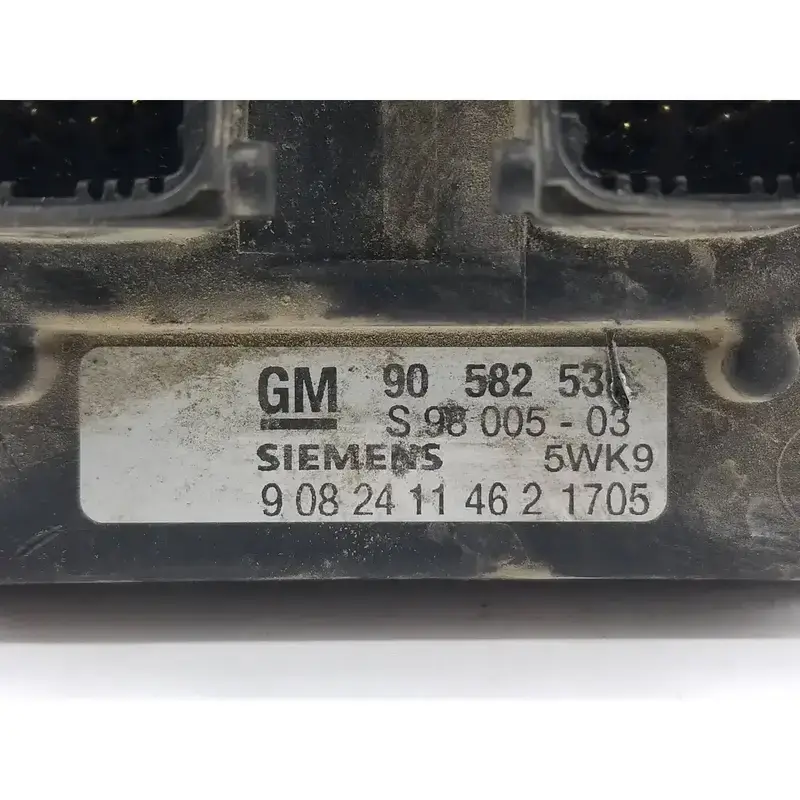 GM 90 582
S 98 005 - 03
SIEMENS 5WK9
9 08 24 11 46 2 1705